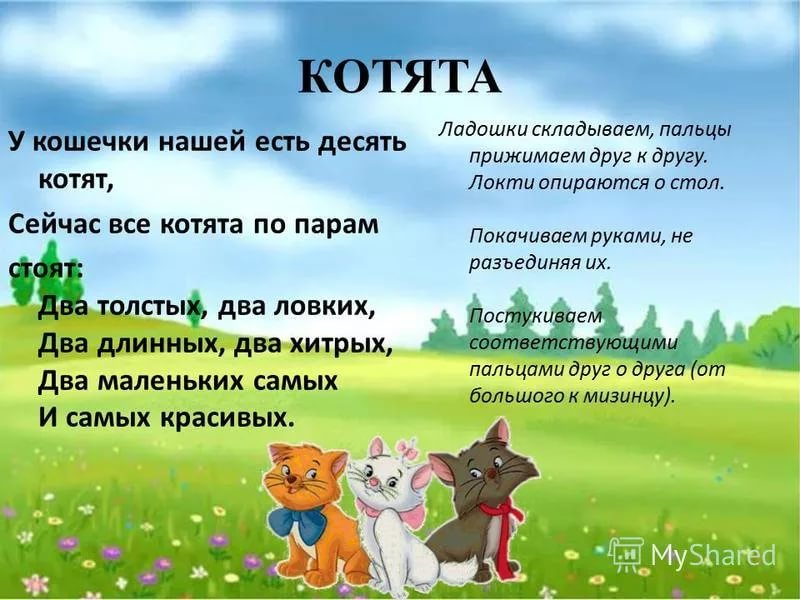 КОТЯТА
У кошечки нашей есть десять
котят,
Сейчас все котята по парам
стоят:
Два толстых, два ловких,
Два длинных, два хитрых,
Два маленьких самых
И самых красивых.
Ладошки складываем, пальцы
прижимаем друг к другу.
Локти опираются о стол.
Покачиваем руками, не
разъединяя их.
Постукиваем
соответствующими
пальцами друг о друга (от
большого к мизинцу).
MyShared